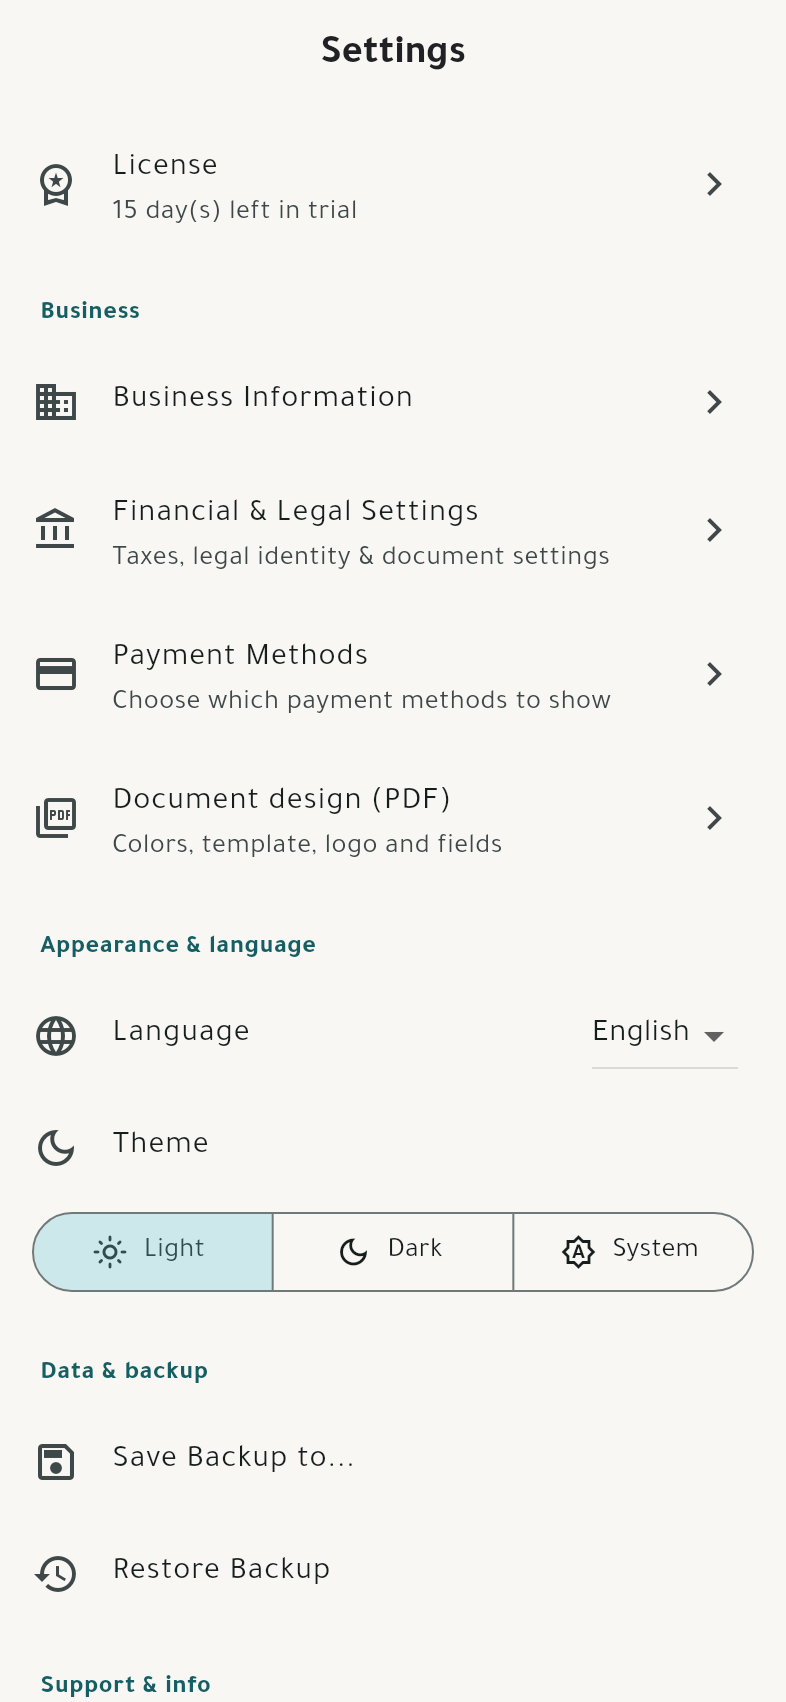 Settings
License
15 day(s) left in trial
Business
Business Information
Financial & Legal Settings
Taxes, legal identity & document settings
Payment Methods
Choose which payment methods to show
PDF
Document design (PDF)
Colors, template, logo and fields
Appearance & language
Language
English
Theme
Light
Dark
A
System
Data & backup
Save Backup to...
Restore Backup
Support & info